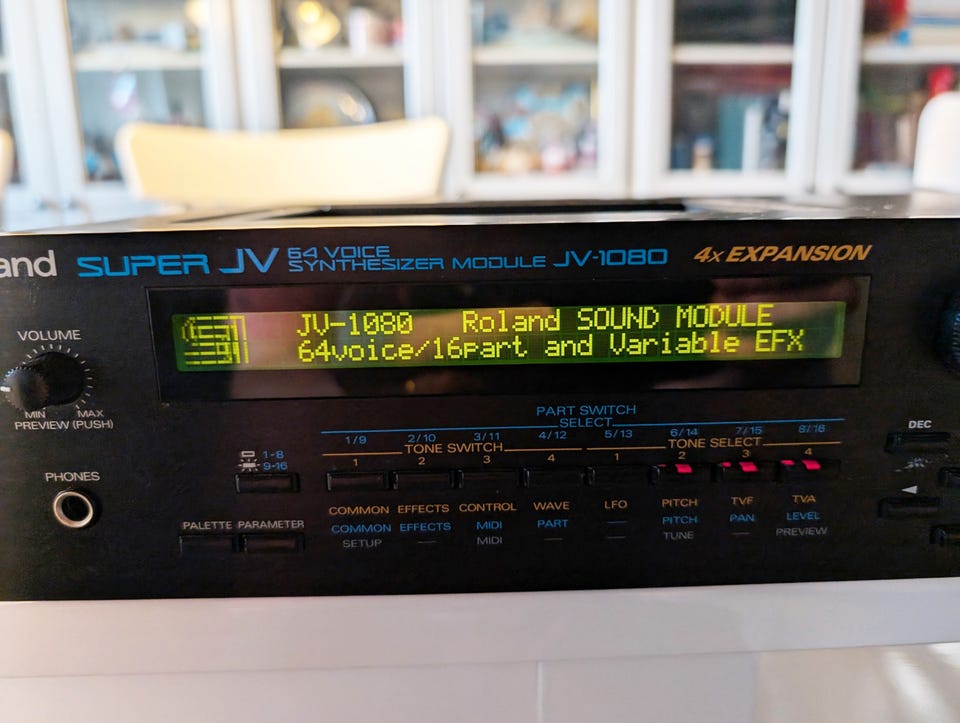 and SUPER JV 64 VOICE SYNTHESIZER MODULE JV-1080 4x EXPANSION
JV-1080 Roland SOUND MODULE
64voice/16part and Variable EFX
VOLUME
MIN MAX
PREVIEW (PUSH)
PHONES
PART SWITCH
SELECT
1/9 2/10 3/11 4/12 5/13 6/14 7/15 8/16
TONE SWITCH TONE SELECT
1 2 3 4 1 2 3 4
1-8
9-16
DEC
PALETTE PARAMETER
COMMON EFFECTS CONTROL WAVE LFO PITCH TVF TVA
COMMON EFFECTS MIDI PART — PITCH PAN LEVEL
SETUP — MIDI — — TUNE — PREVIEW